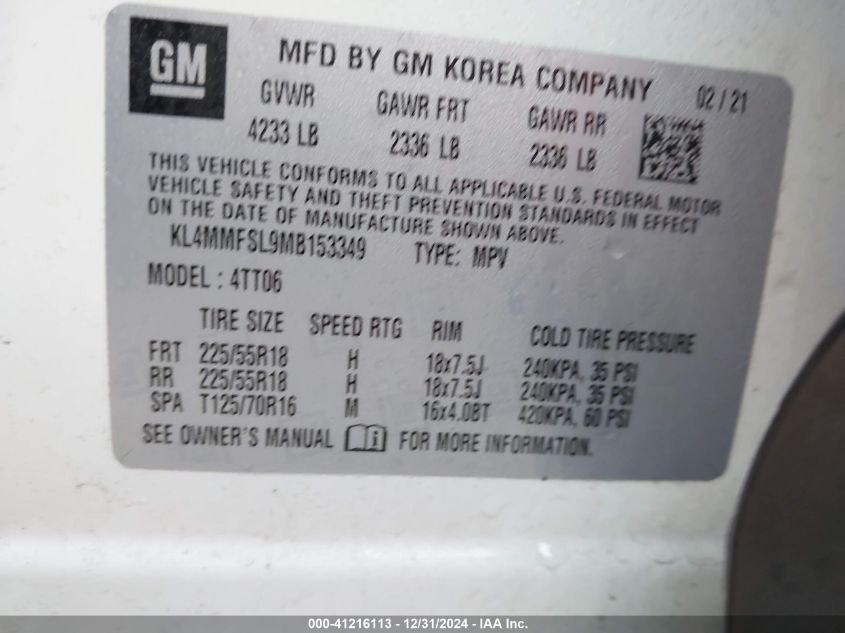 GM
MFD BY GM KOREA COMPANY 02/21
GVWR GAWR FRT GAWR RR
4233 LB 2336 LB 2336 LB
THIS VEHICLE CONFORMS TO ALL APPLICABLE U.S. FEDERAL MOTOR
VEHICLE SAFETY AND THEFT PREVENTION STANDARDS IN EFFECT
ON THE DATE OF MANUFACTURE SHOWN ABOVE.
KL4MMFSL9MB153349 TYPE: MPV
MODEL : 4TT06
TIRE SIZE SPEED RTG RIM COLD TIRE PRESSURE
FRT 225/55R18 H 18x7.5J 240KPA, 35 PSI
RR 225/55R18 H 18x7.5J 240KPA, 35 PSI
SPA T125/70R16 M 16x4.0BT 420KPA, 60 PSI
SEE OWNER'S MANUAL FOR MORE INFORMATION.
000-41216113 - 12/31/2024 - IAA Inc.